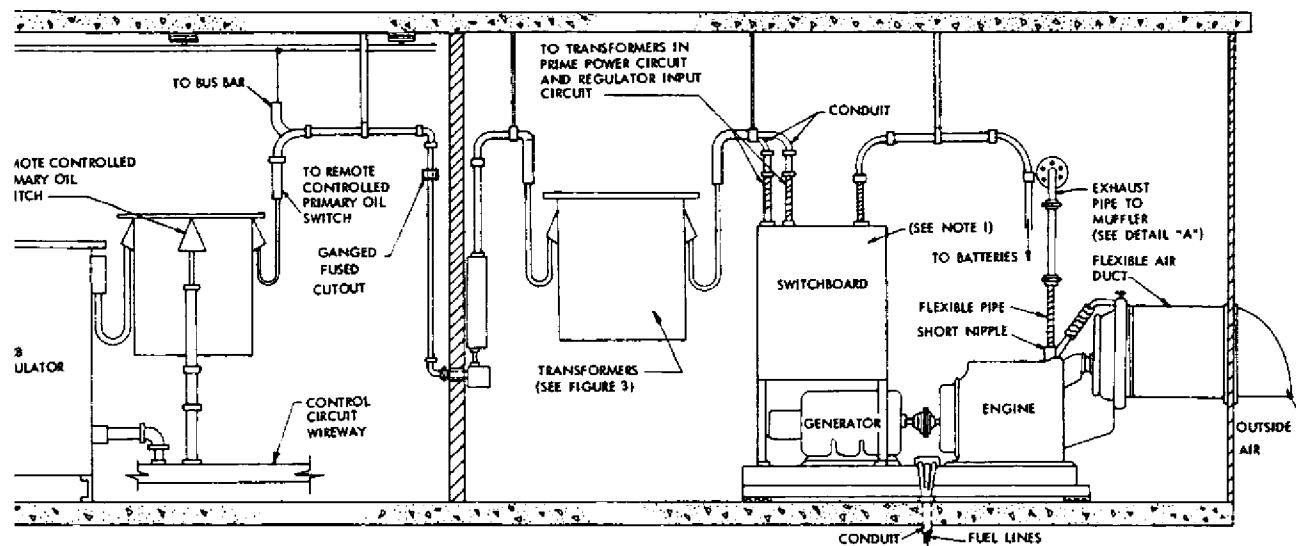 TO BUS BAR
MOTE CONTROLLED
MARY OIL
ITCH
TO REMOTE
CONTROLLED
PRIMARY OIL
SWITCH
GANGED
FUSED
CUTOUT
ULATOR
CONTROL
CIRCUIT
WIREWAY
TO TRANSFORMERS IN
PRIME POWER CIRCUIT
AND REGULATOR INPUT
CIRCUIT
CONDUIT
TRANSFORMERS
(SEE FIGURE 3)
SWITCHBOARD
(SEE NOTE 1)
TO BATTERIES
EXHAUST
PIPE TO
MUFFLER
(SEE DETAIL "A")
FLEXIBLE AIR
DUCT
FLEXIBLE PIPE
SHORT NIPPLE
GENERATOR
ENGINE
OUTSIDE
AIR
CONDUIT
FUEL LINES